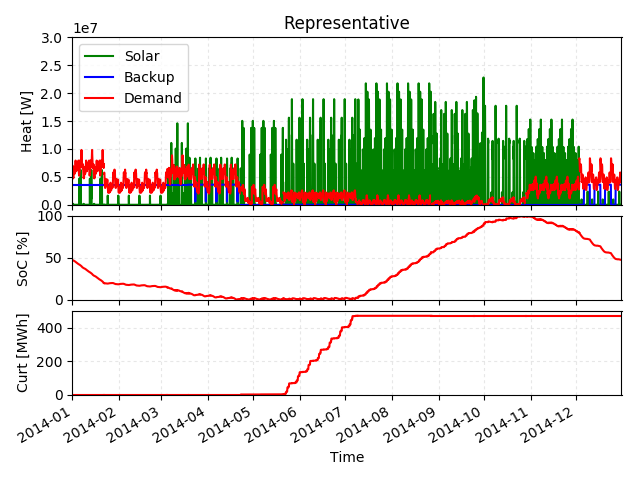 Representative
1e7
3.0
2.5
2.0
1.5
1.0
0.5
0.0
Heat [W]
Solar
Backup
Demand
100
50
0
SoC [%]
400
200
0
Curt [MWh]
2014-01
2014-02
2014-03
2014-04
2014-05
2014-06
2014-07
2014-08
2014-09
2014-10
2014-11
2014-12
Time